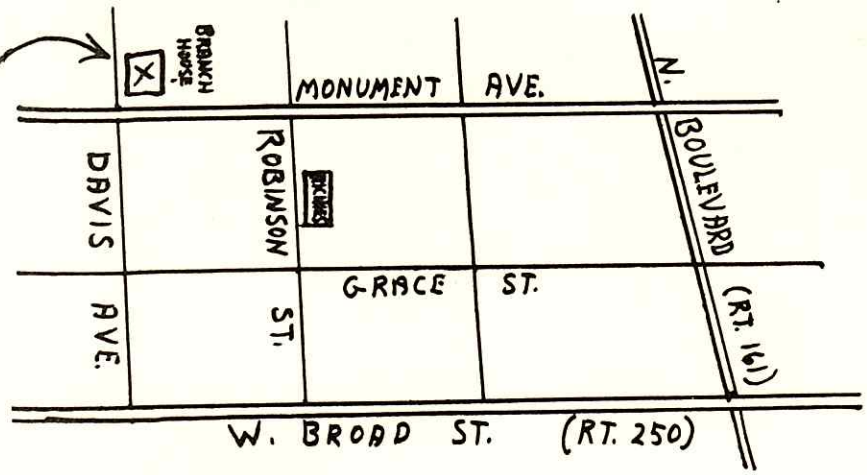 BRANCH
HOUSE
X
MONUMENT AVE.
N. BOULEVARD (RT. 161)
DAVIS AVE.
ROBINSON ST.
GRACE ST.
W. BROAD ST. (RT. 250)